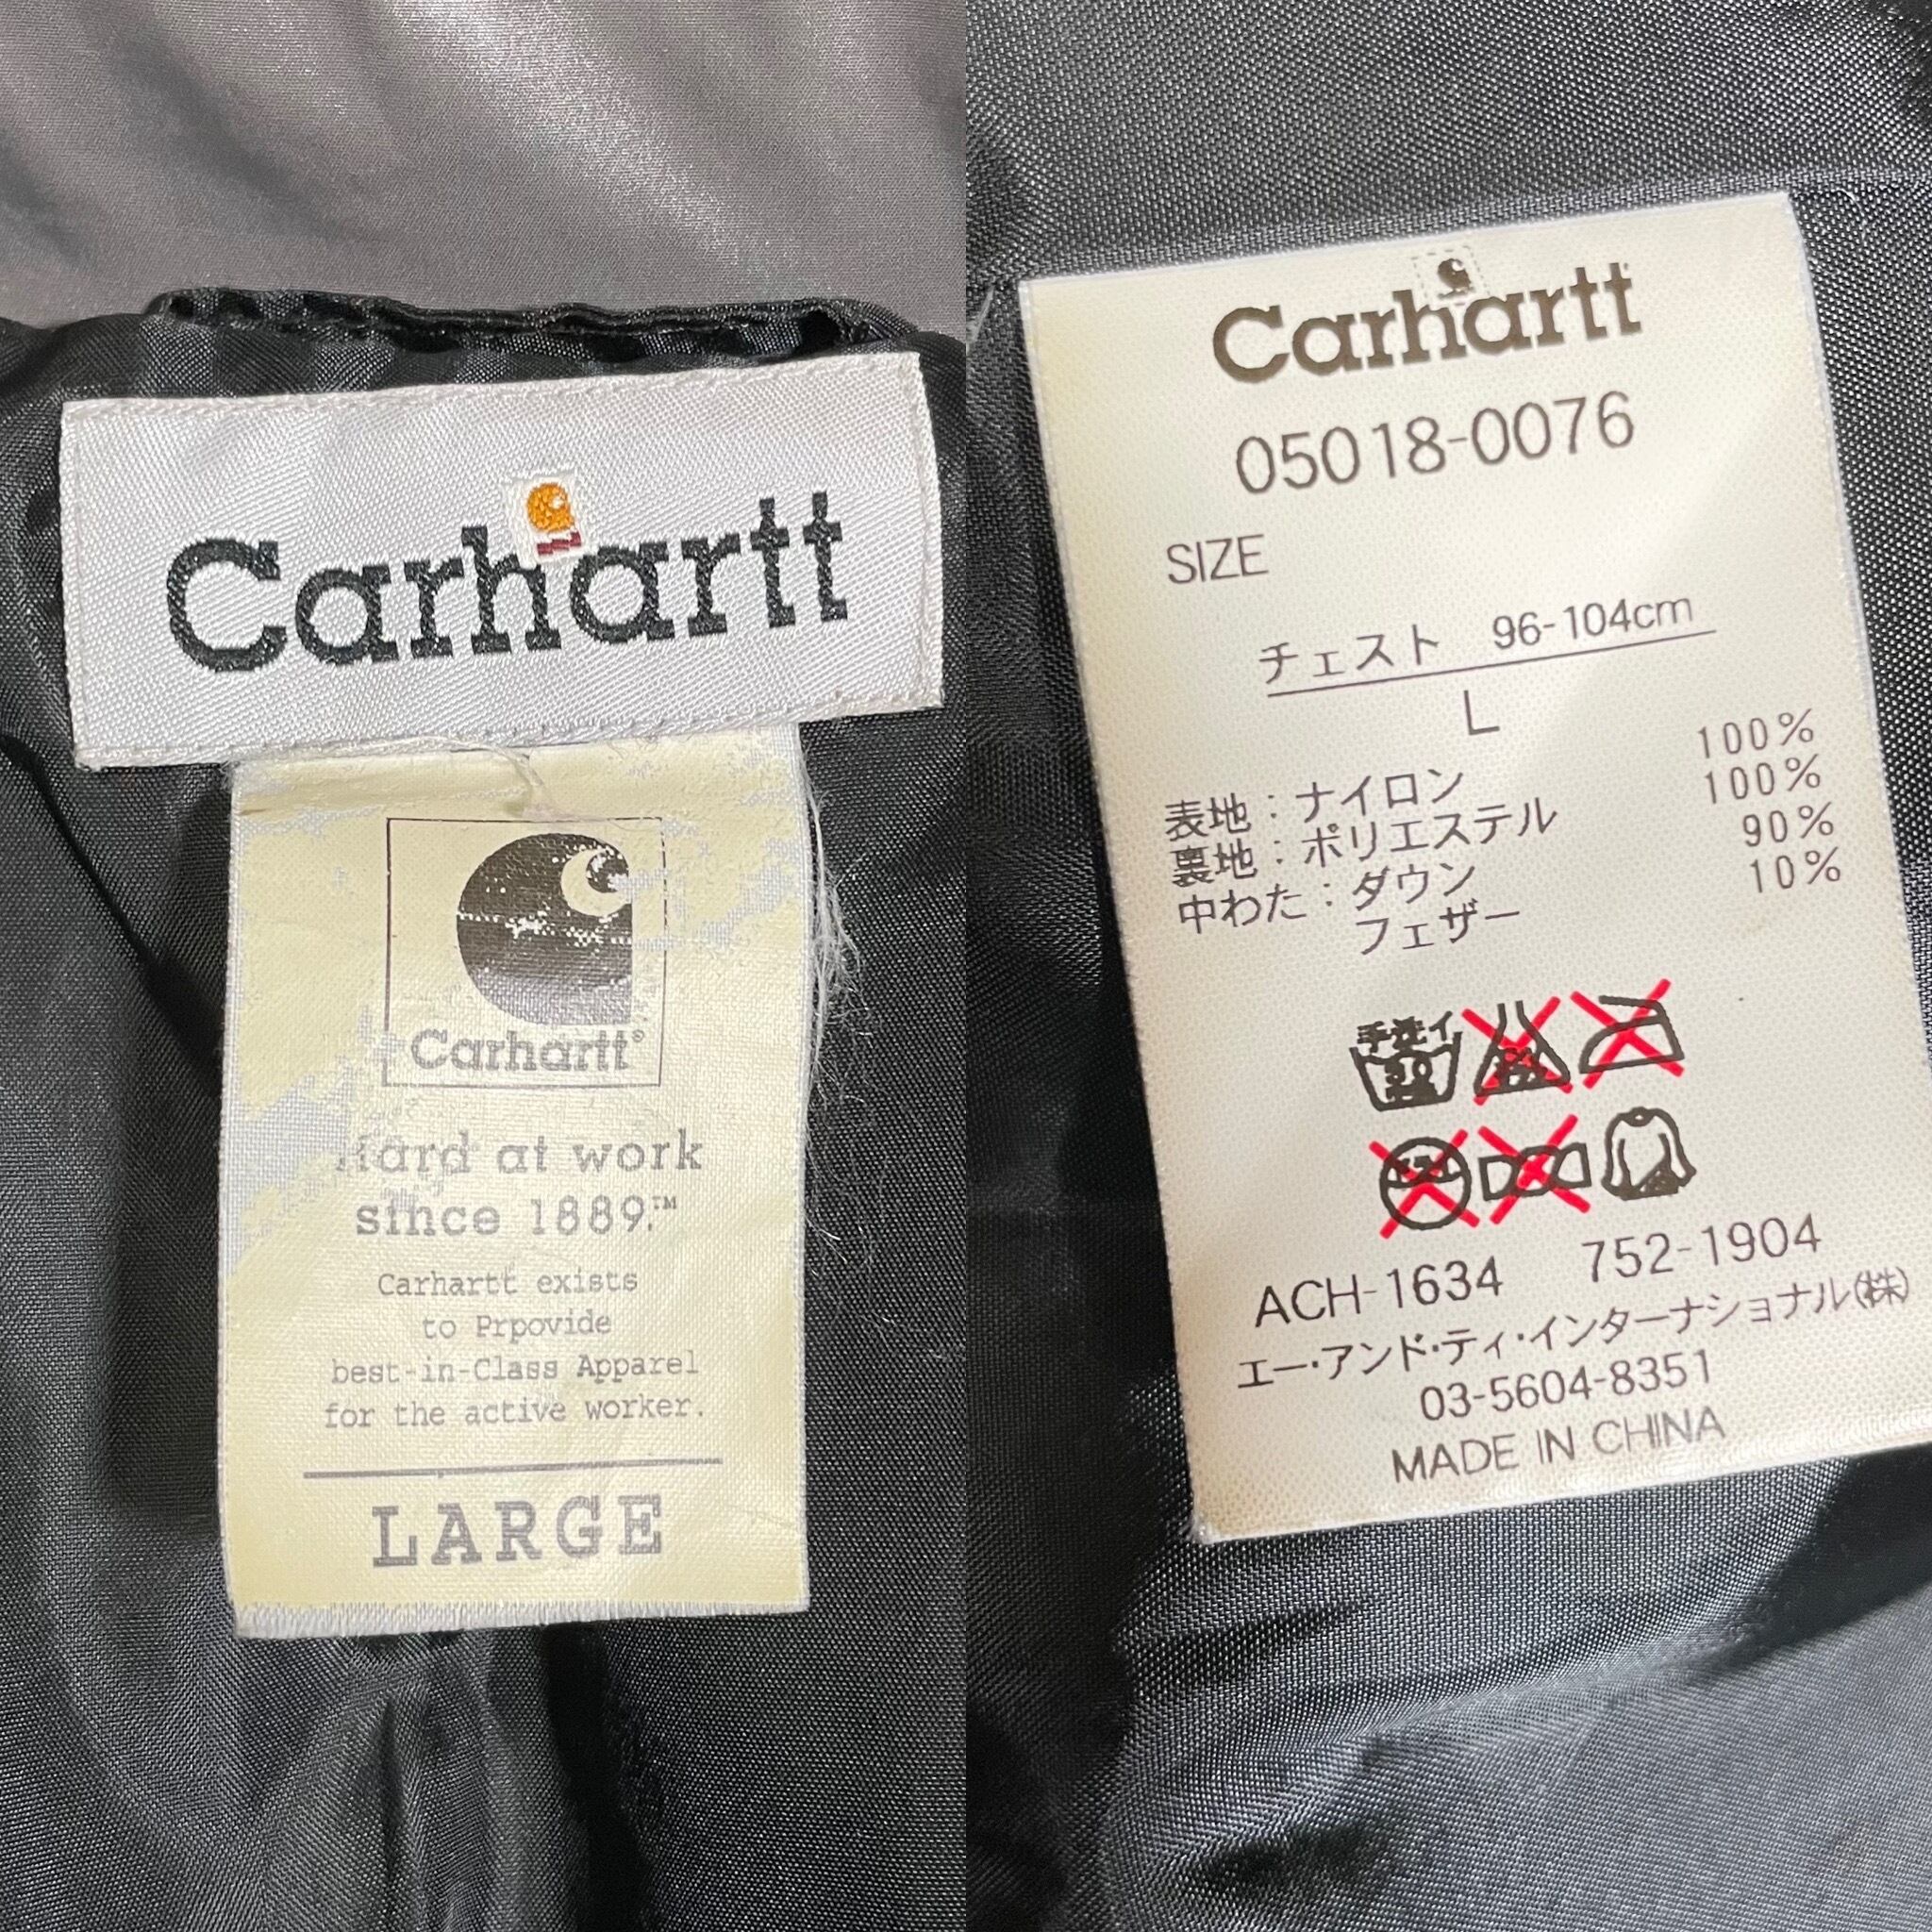 Carhartt
Carhartt®
Hard at work
since 1889.™
Carhartt exists
to Prpovide
best-in-Class Apparel
for the active worker.
LARGE
Carhartt
05018-0076
SIZE
チェスト 96-104cm
L
表地：ナイロン 100%
裏地：ポリエステル 100%
中わた：ダウン 90%
フェザー 10%
手洗イ
30
ACH-1634 752-1904
エー・アンド・ティ・インターナショナル(株)
03-5604-8351
MADE IN CHINA